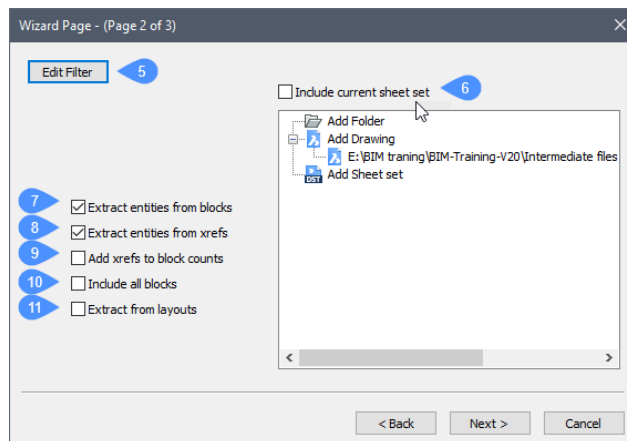 Wizard Page - (Page 2 of 3)
Edit Filter
5
Include current sheet set
6
Add Folder
Add Drawing
E:\BIM traning\BIM-Training-V20\Intermediate files
DST
Add Sheet set
7
Extract entities from blocks
8
Extract entities from xrefs
9
Add xrefs to block counts
10
Include all blocks
11
Extract from layouts
< Back
Next >
Cancel